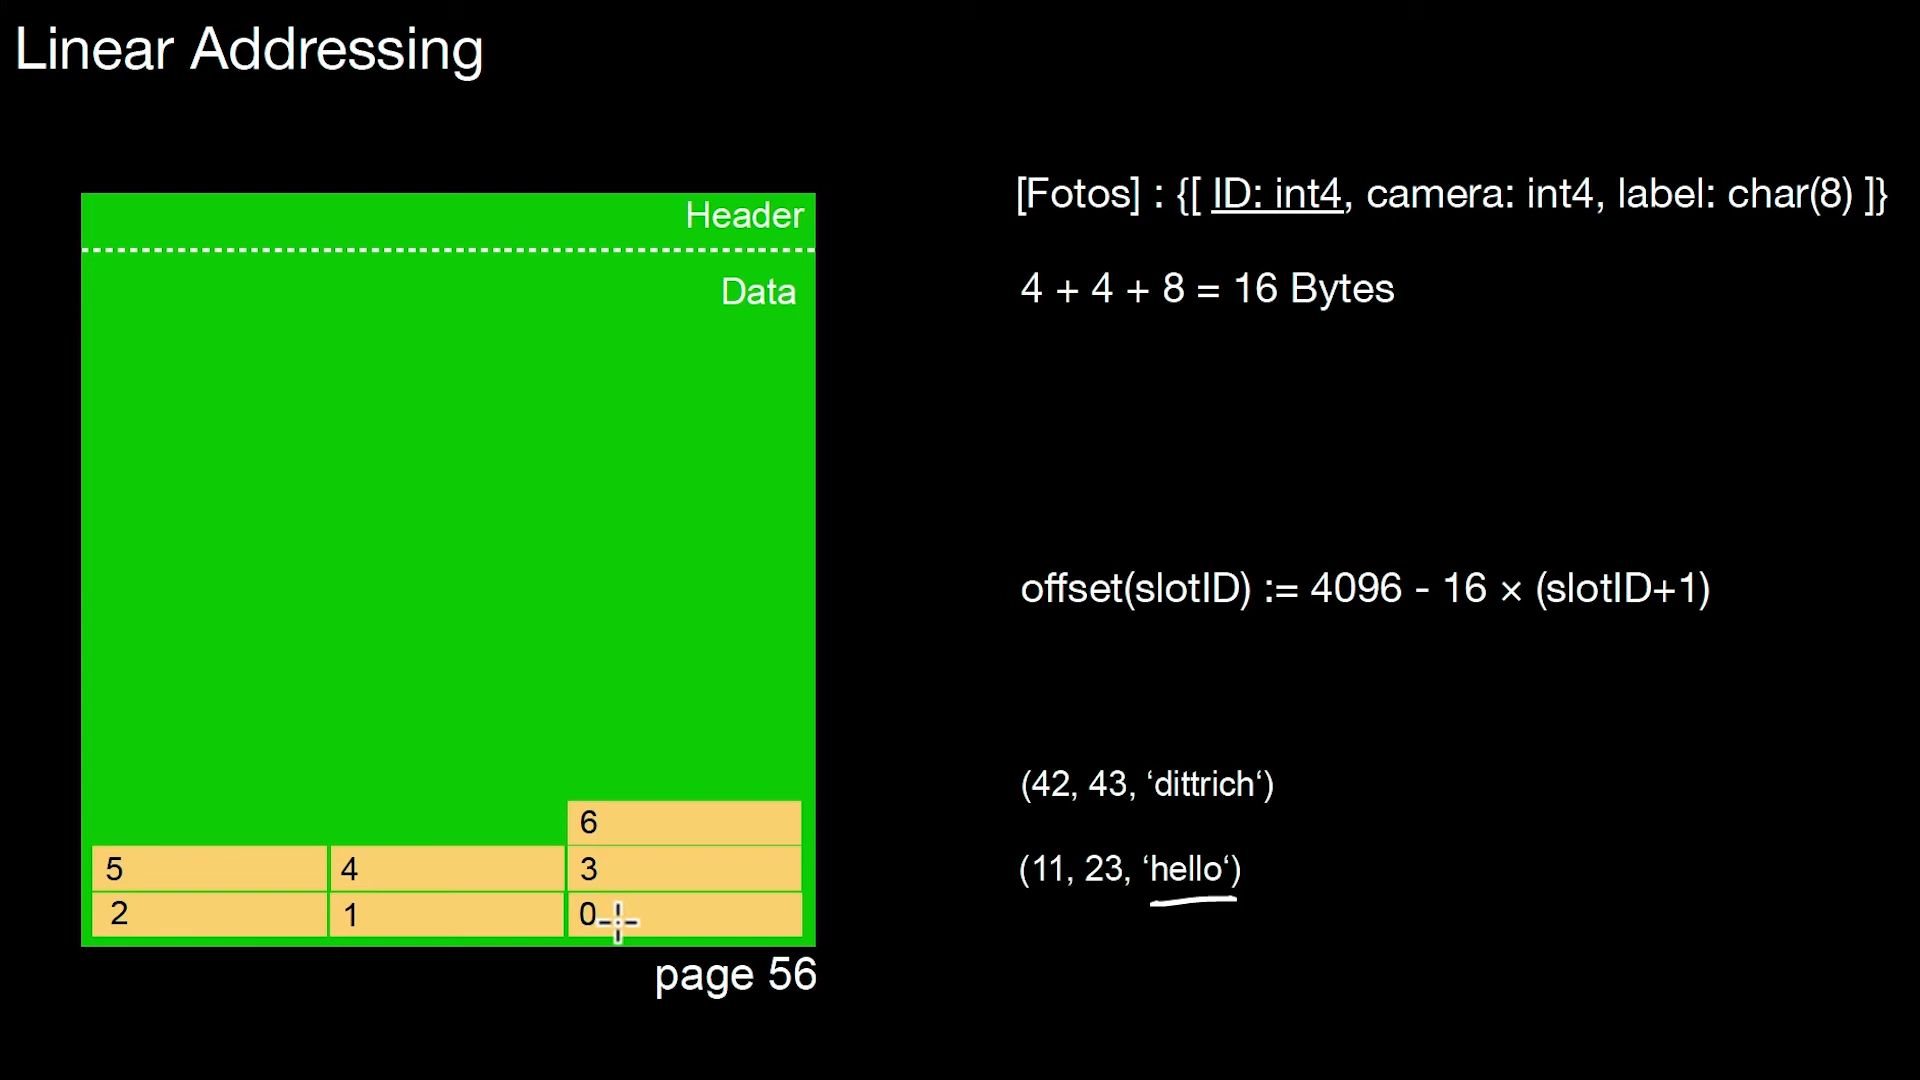 Linear Addressing
Header
Data
6
5 4 3
2 1 0
page 56
[Fotos] : {[ ID: int4, camera: int4, label: char(8) ]}
4 + 4 + 8 = 16 Bytes
offset(slotID) := 4096 - 16 × (slotID+1)
(42, 43, ‘dittrich‘)
(11, 23, ‘hello‘)